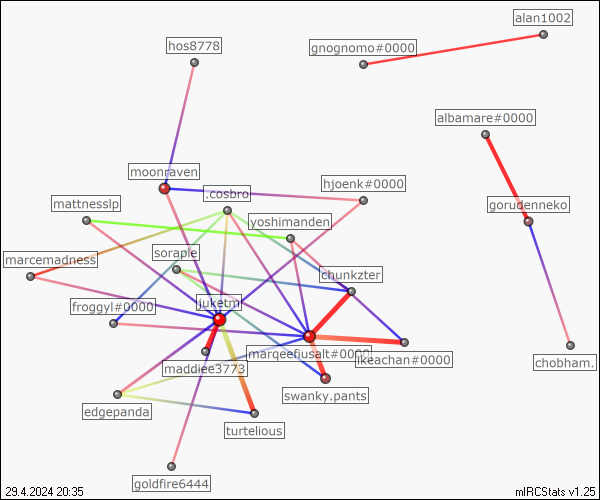 alan1002
hos8778
gnognomo#0000
albamare#0000
moonraven
hjoenk#0000
.cosbro
mattnesslp
gorudenneko
yoshimanden
sorapie
marcemadness
chunkzter
froggy!#0000
juketm
marqeefjusalt#0000
ikeachan#0000
chobham.
maddiee3773
swanky.pants
edgepanda
turtelious
goldfire6444
29.4.2024 20:35
mIRCStats v1.25